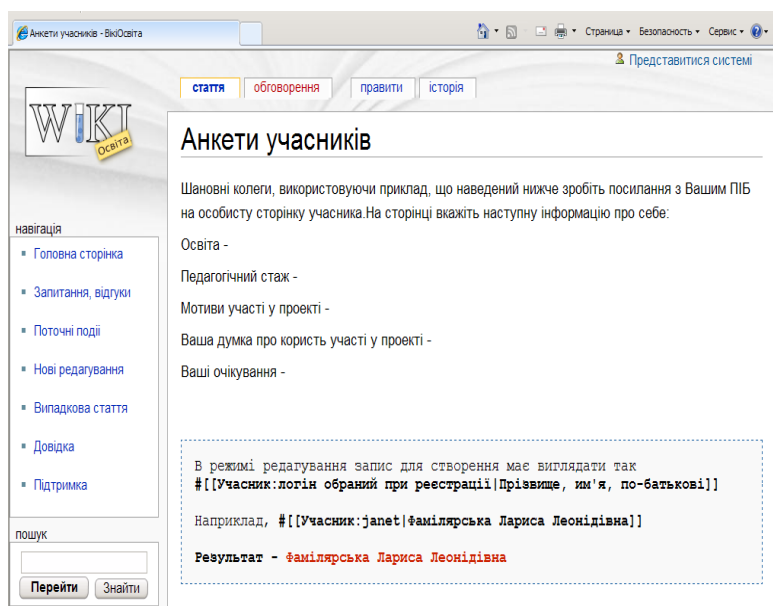 Анкети учасників - ВікіОсвіта
Страница
Безопасность
Сервис
Представитися системі
стаття
обговорення
правити
історія
WIKI
Освіта
Анкети учасників
Шановні колеги, використовуючи приклад, що наведений нижче зробіть посилання з Вашим ПІБ
на особисту сторінку учасника.На сторінці вкажіть наступну інформацію про себе:
Освіта -
Педагогічний стаж -
Мотиви участі у проекті -
Ваша думка про користь участі у проекті -
Ваші очікування -
навігація
Головна сторінка
Запитання, відгуки
Поточні події
Нові редагування
Випадкова стаття
Довідка
Підтримка
пошук
Перейти
Знайти
В режимі редагування запис для створення має виглядати так
#[[Учасник:логін обраний при реєстрації|Прізвище, им'я, по-батькові]]
Наприклад, #[[Учасник:janet|Фамілярська Лариса Леонідівна]]
Результат - Фамілярська Лариса Леонідівна